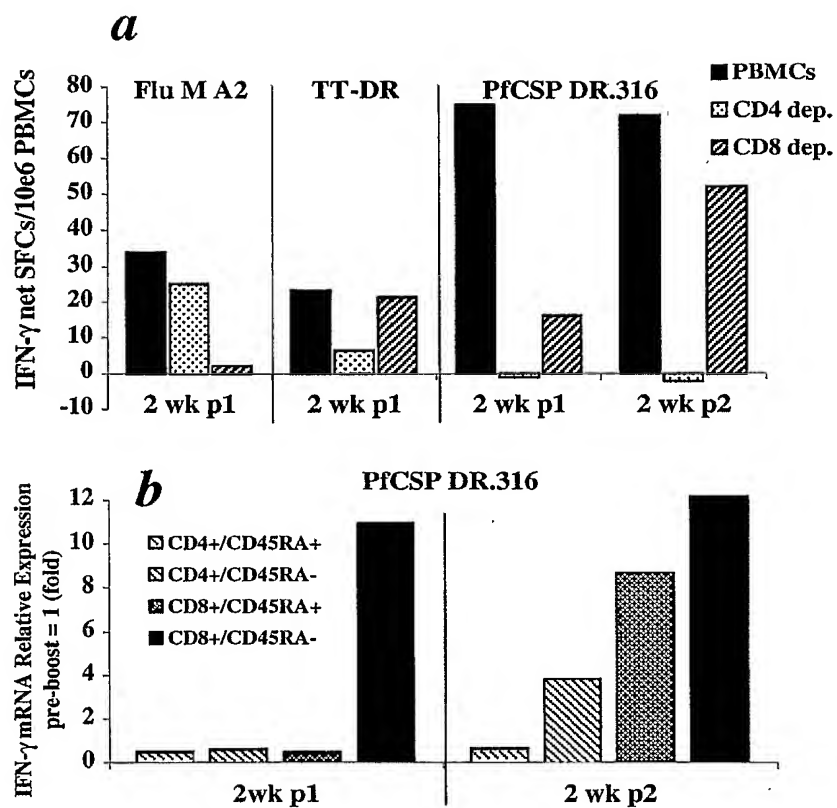 a
Flu M A2 TT-DR PfCSP DR.316
PBMCs
CD4 dep.
CD8 dep.
IFN-γ net SFCs/10e6 PBMCs
80
70
60
50
40
30
20
10
0
-10
2 wk p1 2 wk p1 2 wk p1 2 wk p2
b
PfCSP DR.316
IFN-γ mRNA Relative Expression
pre-boost = 1 (fold)
12
10
8
6
4
2
0
CD4+/CD45RA+
CD4+/CD45RA-
CD8+/CD45RA+
CD8+/CD45RA-
2wk p1 2 wk p2